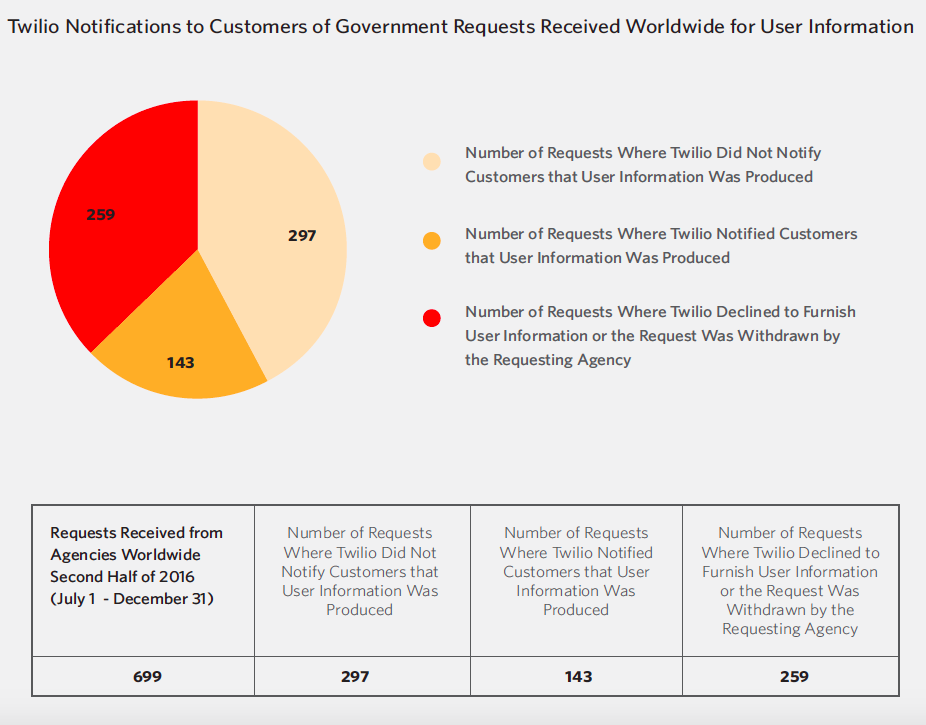 Twilio Notifications to Customers of Government Requests Received Worldwide for User Information
259
297
143
Number of Requests Where Twilio Did Not Notify
Customers that User Information Was Produced
Number of Requests Where Twilio Notified Customers
that User Information Was Produced
Number of Requests Where Twilio Declined to Furnish
User Information or the Request Was Withdrawn by
the Requesting Agency
Requests Received from
Agencies Worldwide
Second Half of 2016
(July 1 - December 31)
Number of Requests
Where Twilio Did Not
Notify Customers that
User Information Was
Produced
Number of Requests
Where Twilio Notified
Customers that User
Information Was
Produced
Number of Requests
Where Twilio Declined to
Furnish User Information
or the Request Was
Withdrawn by the
Requesting Agency
699
297
143
259